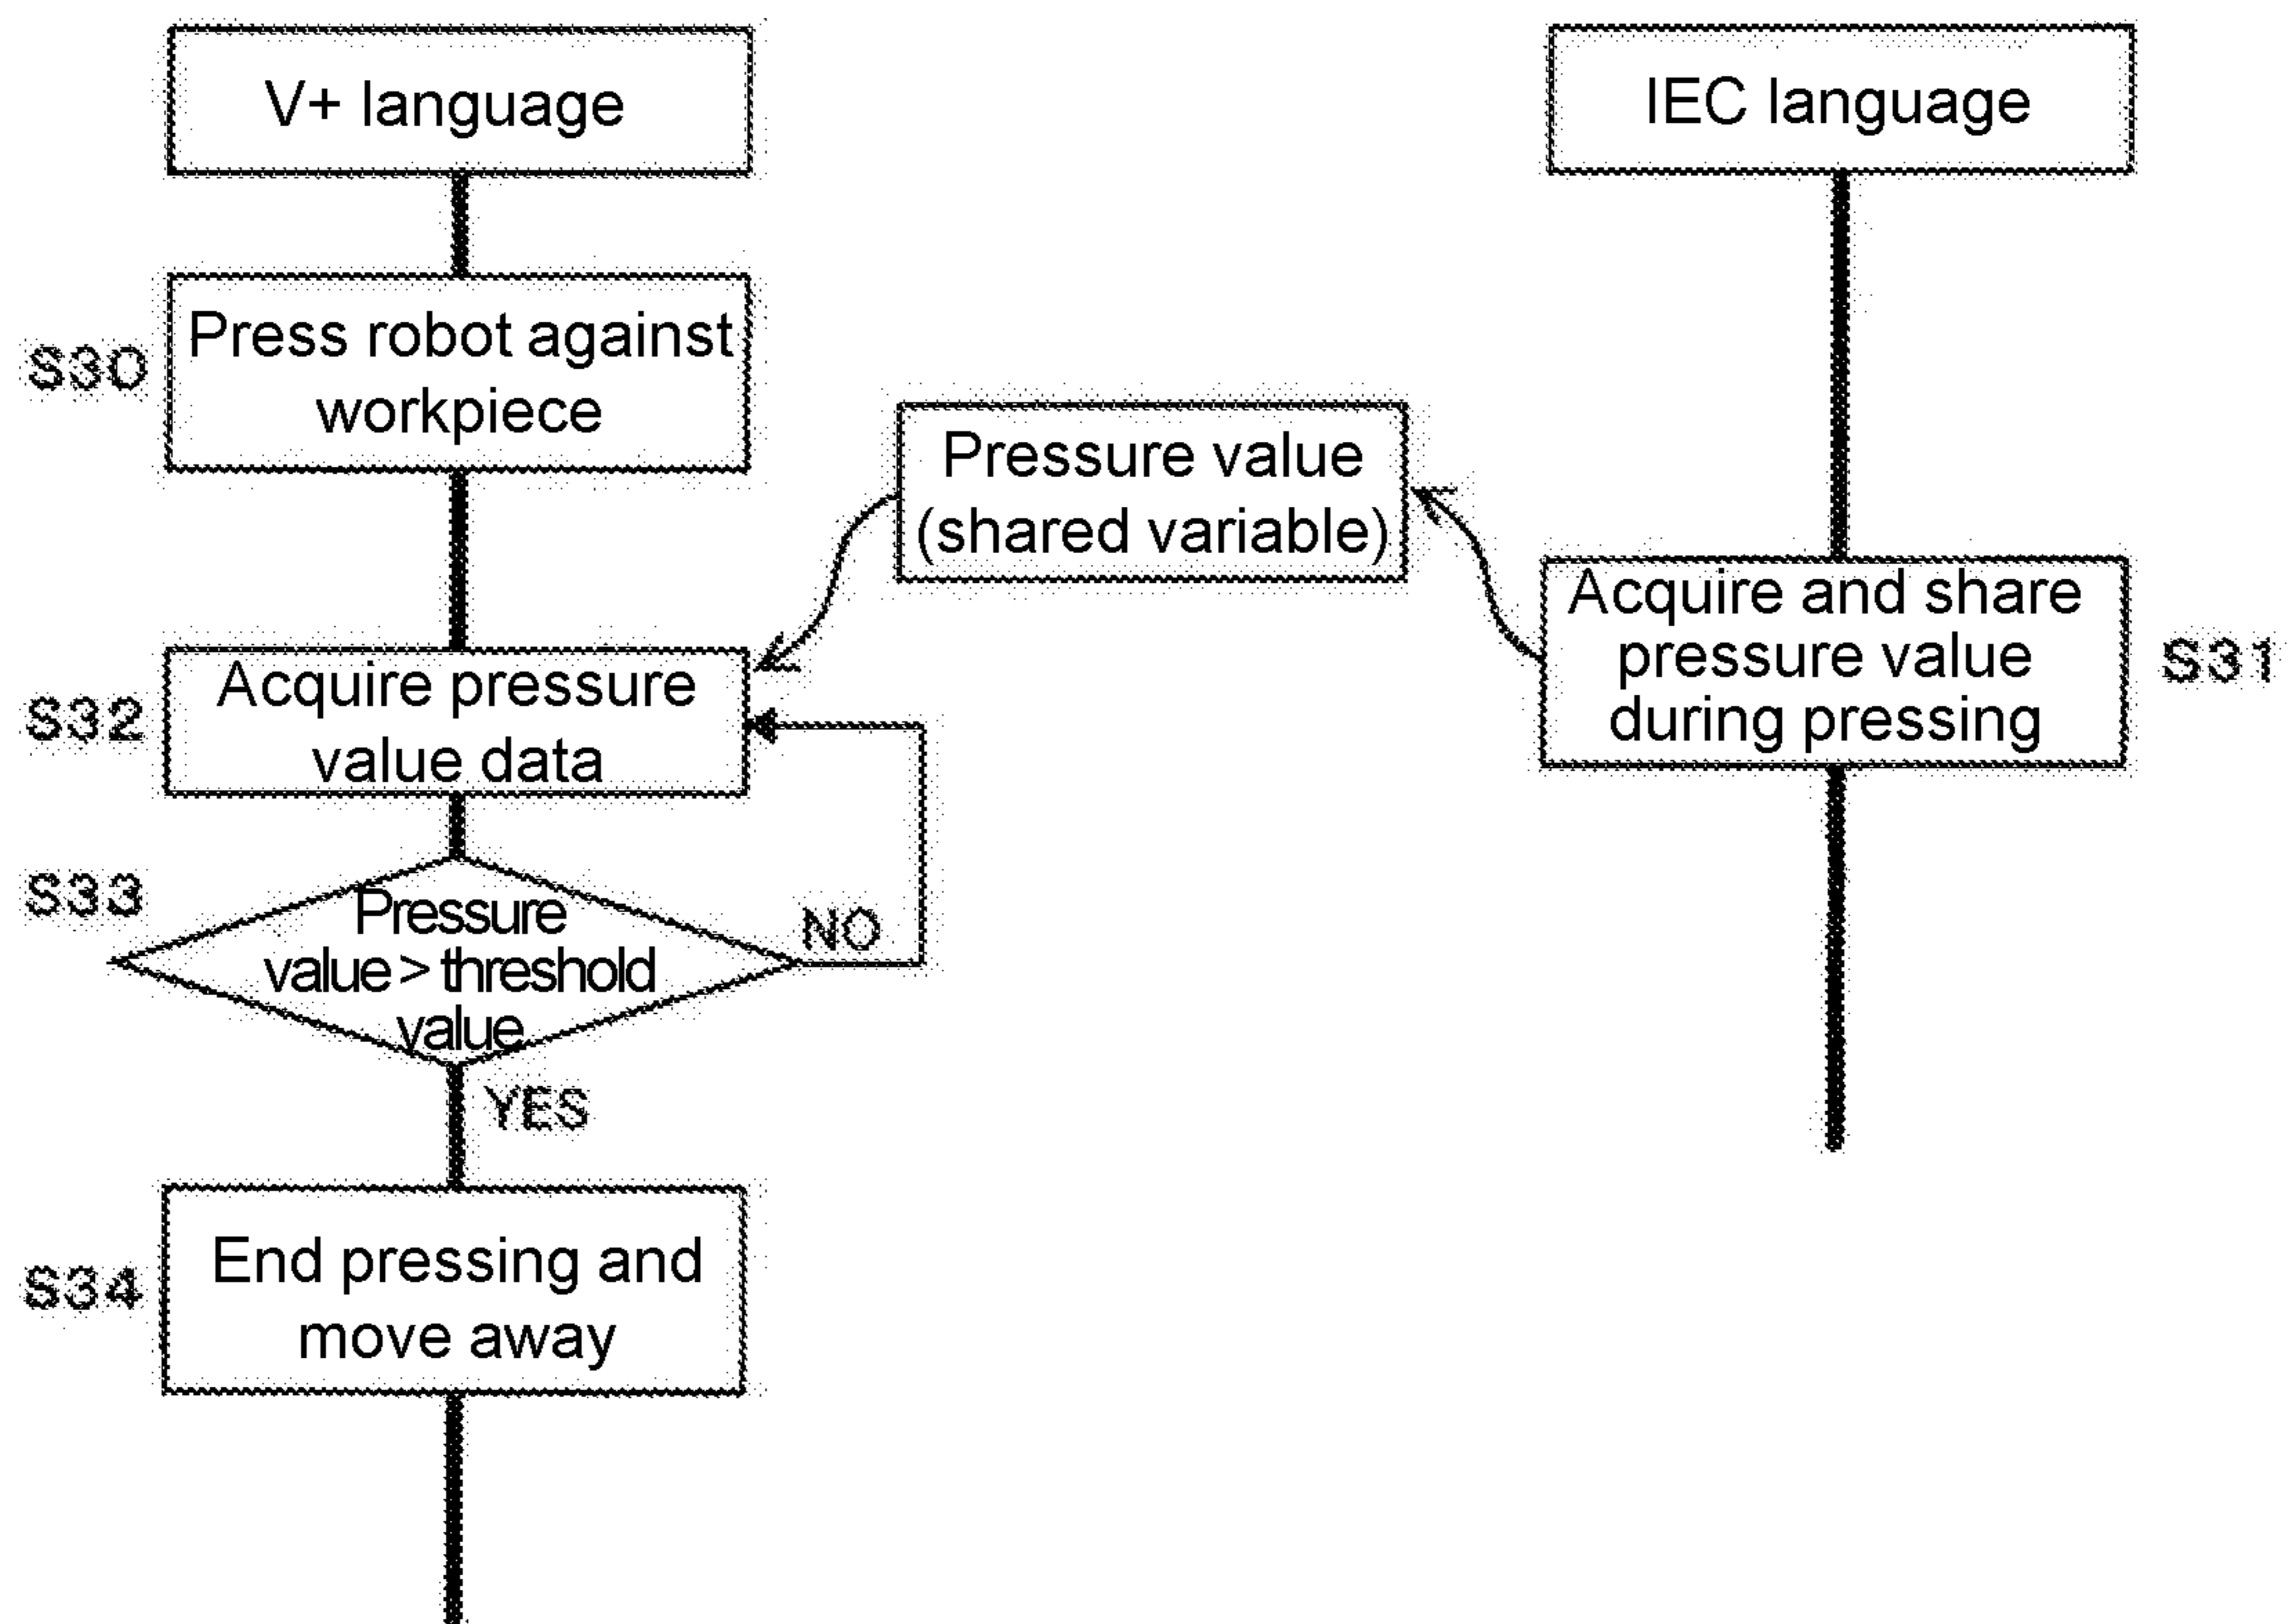 V+ language
IEC language
S30
Press robot against
workpiece
Pressure value
(shared variable)
Acquire and share
pressure value
during pressing
S31
S32
Acquire pressure
value data
S33
Pressure
value > threshold
value
NO
YES
S34
End pressing and
move away